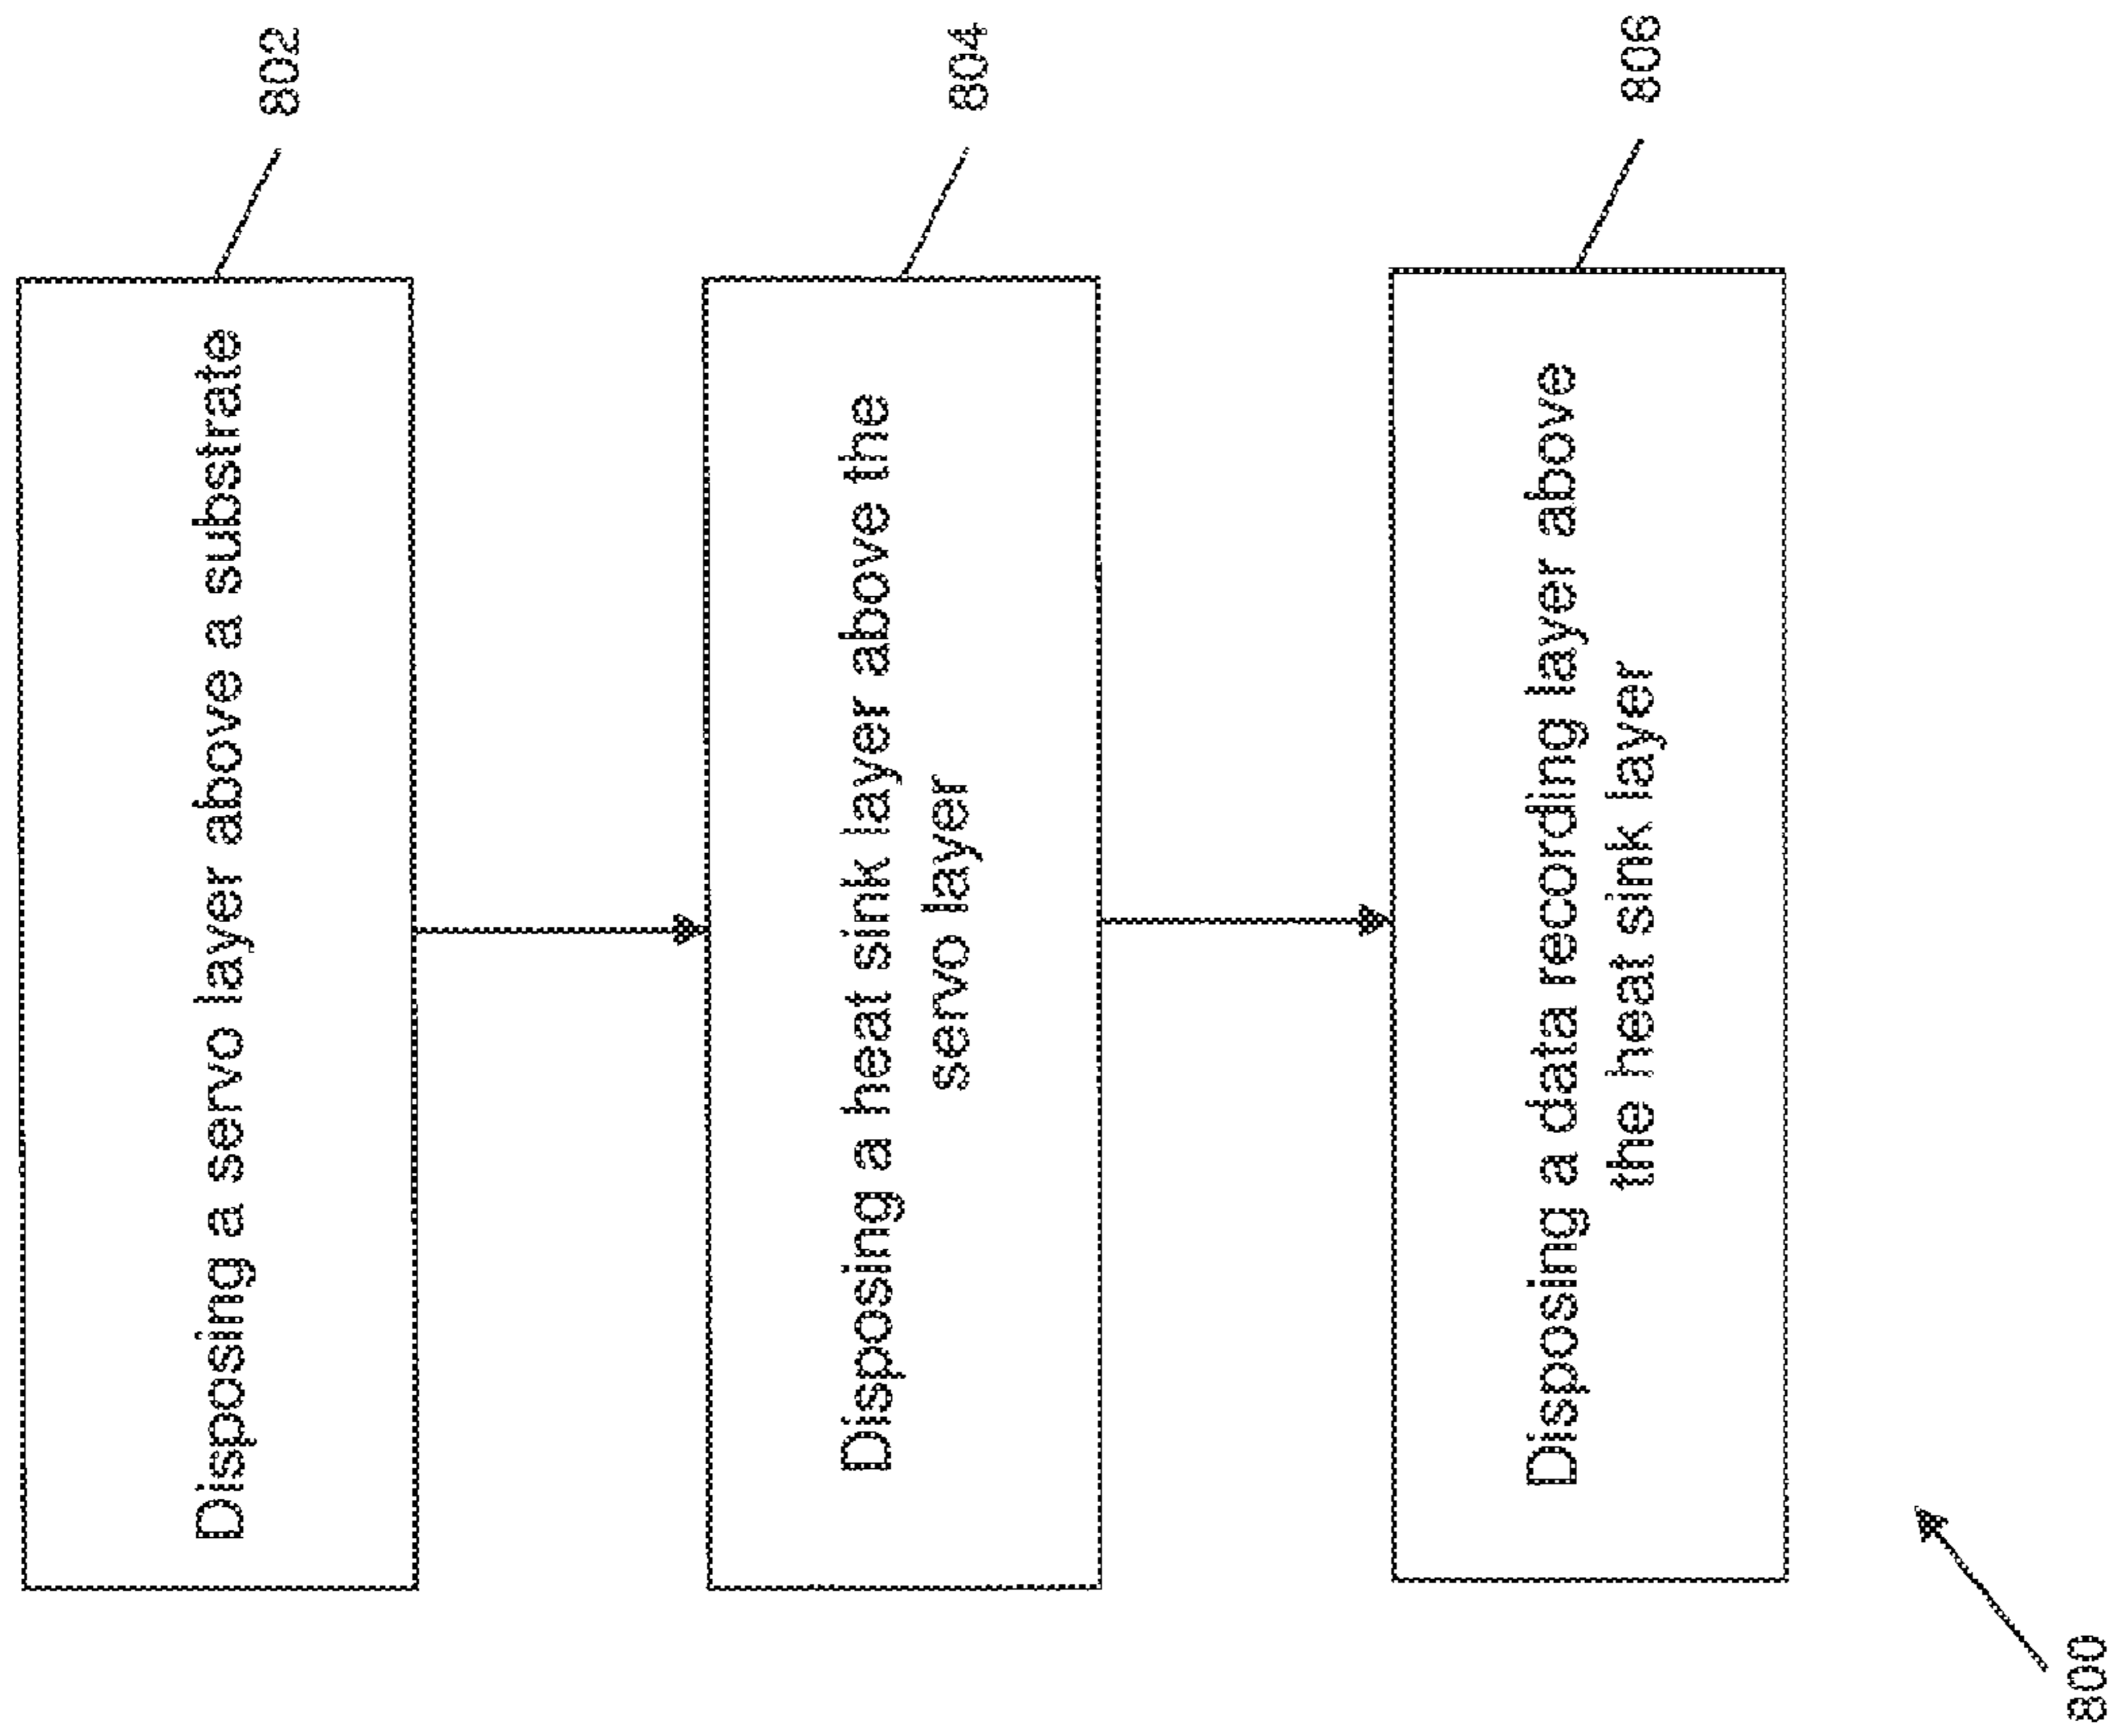 Disposing a servo layer above a substrate
802
Disposing a heat sink layer above the
servo layer
804
Disposing a data recording layer above
the heat sink layer
806
800